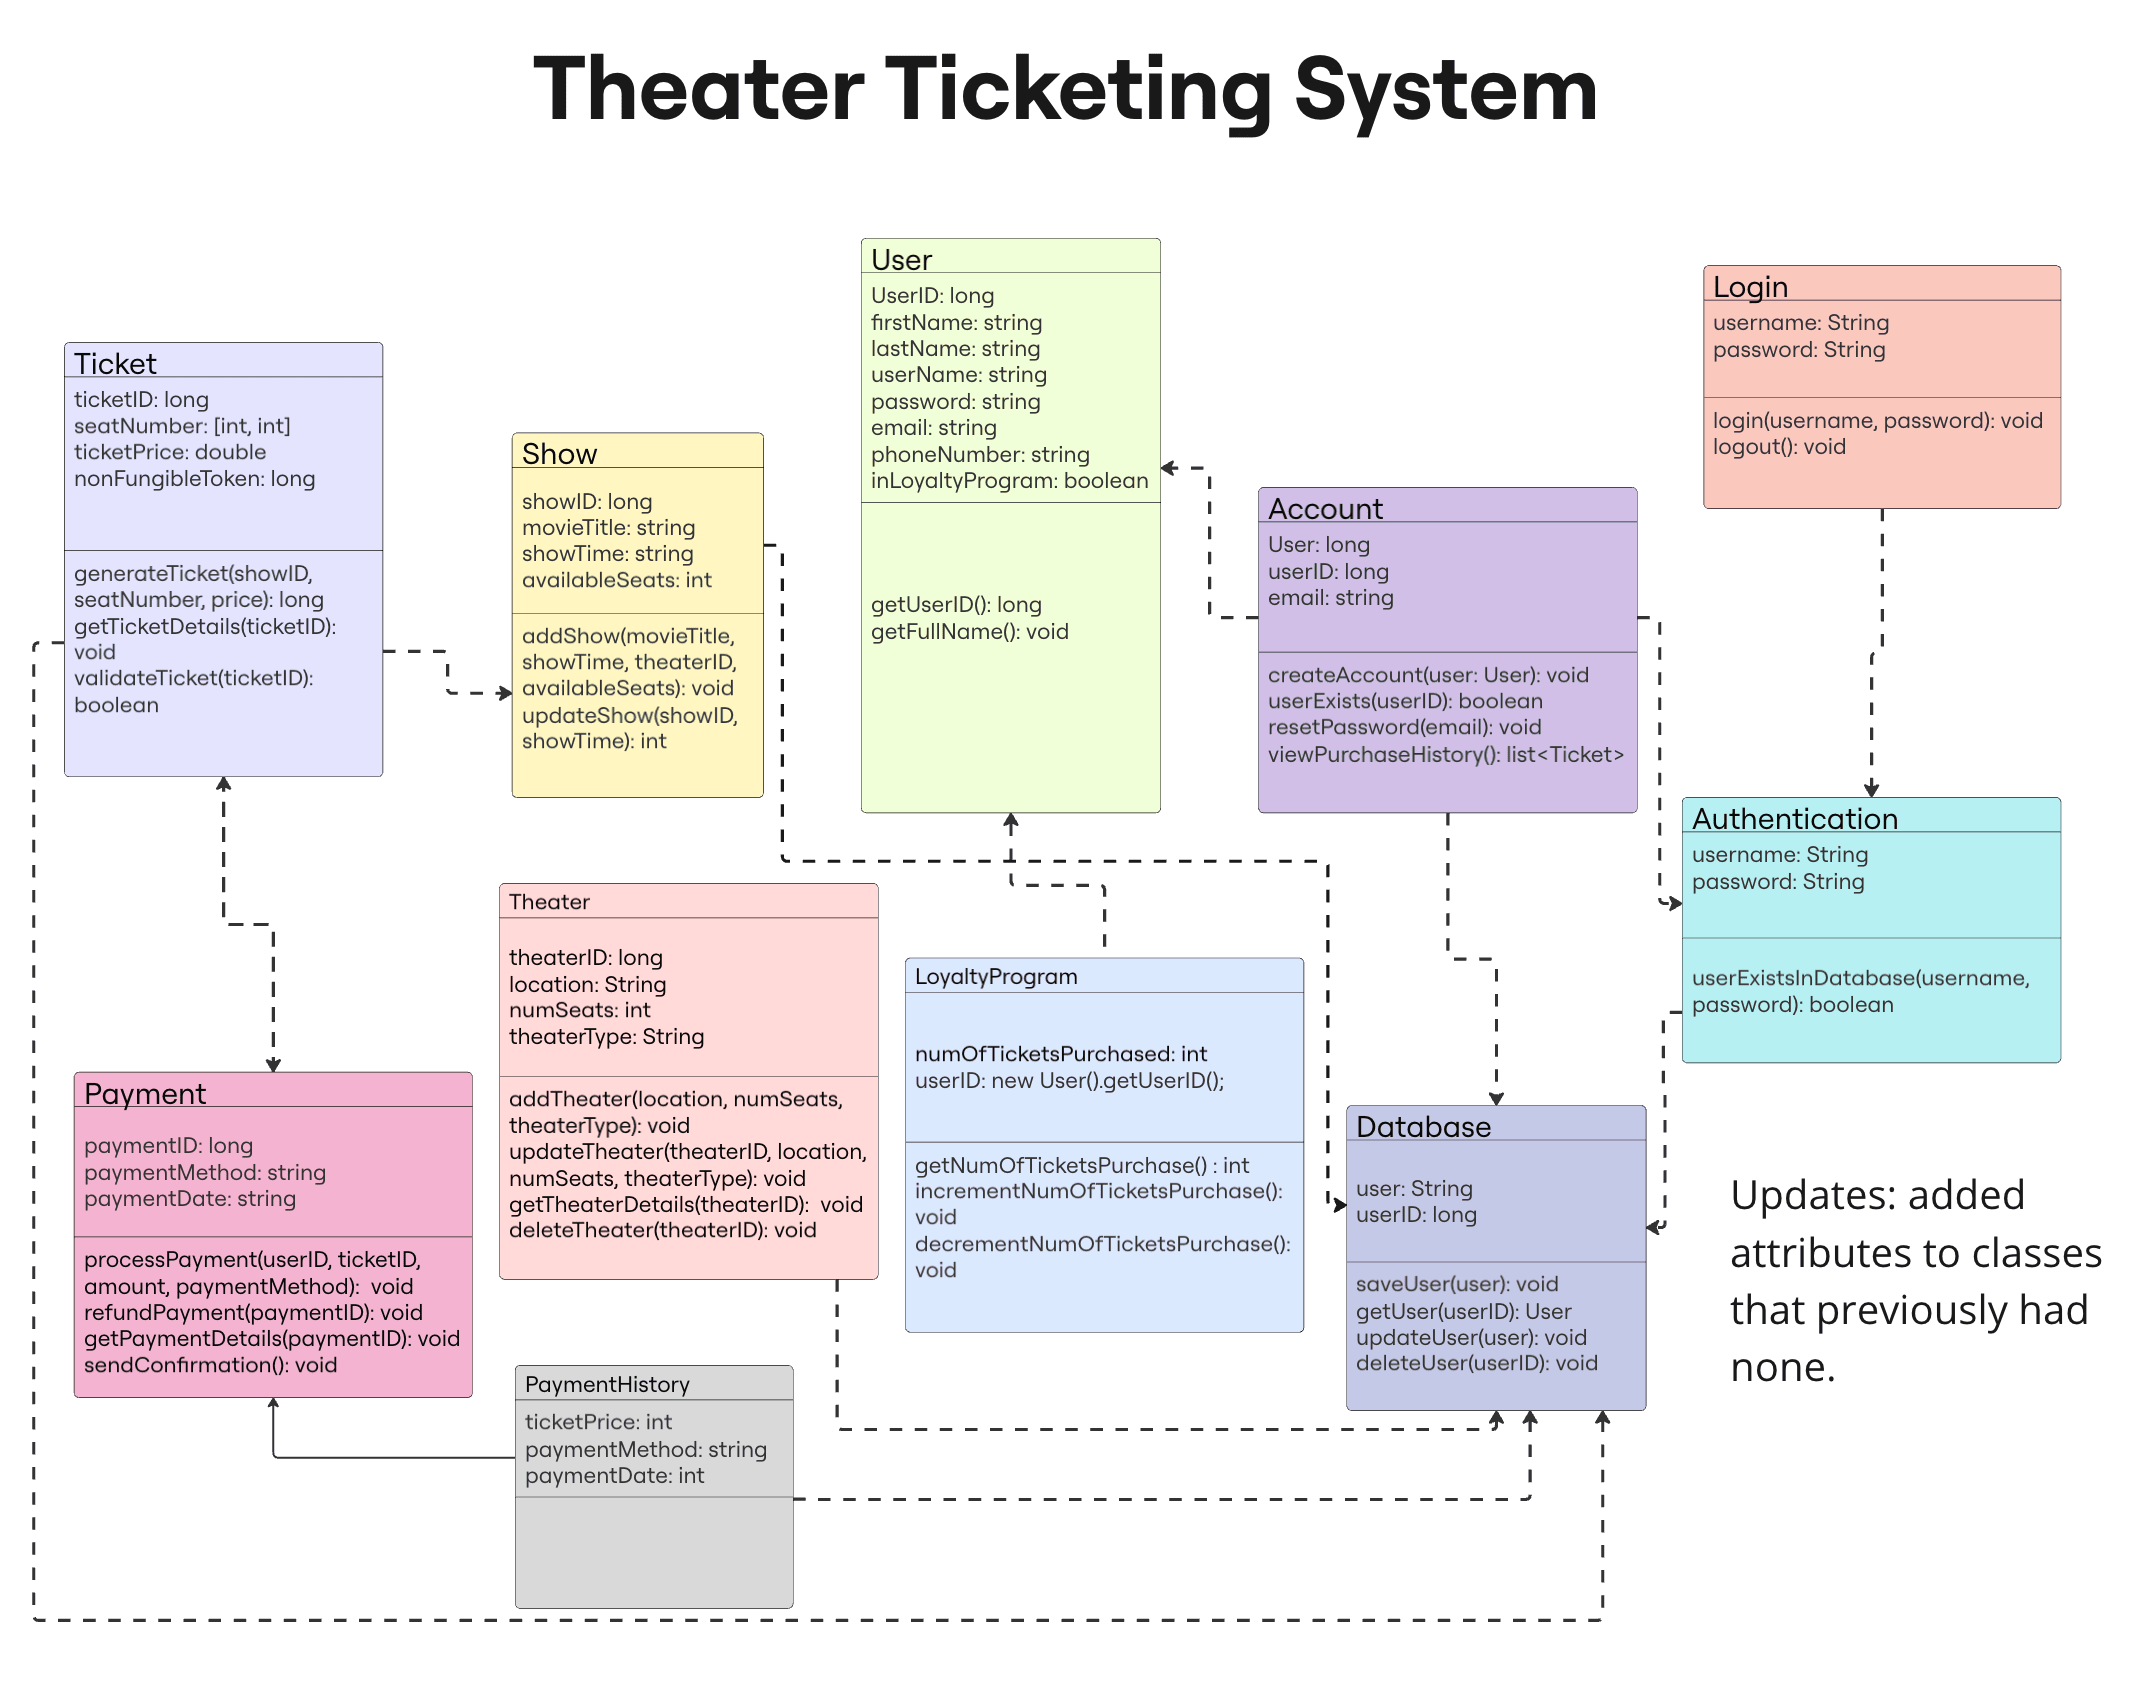 Theater Ticketing System
User
UserID: long
firstName: string
lastName: string
userName: string
password: string
email: string
phoneNumber: string
inLoyaltyProgram: boolean
getUserID(): long
getFullName(): void
Login
username: String
password: String
login(username, password): void
logout(): void
Ticket
ticketID: long
seatNumber: [int, int]
ticketPrice: double
nonFungibleToken: long
generateTicket(showID,
seatNumber, price): long
getTicketDetails(ticketID):
void
validateTicket(ticketID):
boolean
Show
showID: long
movieTitle: string
showTime: string
availableSeats: int
addShow(movieTitle,
showTime, theaterID,
availableSeats): void
updateShow(showID,
showTime): int
Account
User: long
userID: long
email: string
createAccount(user: User): void
userExists(userID): boolean
resetPassword(email): void
viewPurchaseHistory(): list<Ticket>
Authentication
username: String
password: String
userExistsInDatabase(username,
password): boolean
Theater
theaterID: long
location: String
numSeats: int
theaterType: String
addTheater(location, numSeats,
theaterType): void
updateTheater(theaterID, location,
numSeats, theaterType): void
getTheaterDetails(theaterID):  void
deleteTheater(theaterID): void
LoyaltyProgram
numOfTicketsPurchased: int
userID: new User().getUserID();
getNumOfTicketsPurchase() : int
incrementNumOfTicketsPurchase():
void
decrementNumOfTicketsPurchase():
void
Payment
paymentID: long
paymentMethod: string
paymentDate: string
processPayment(userID, ticketID,
amount, paymentMethod):  void
refundPayment(paymentID): void
getPaymentDetails(paymentID): void
sendConfirmation(): void
Database
user: String
userID: long
saveUser(user): void
getUser(userID): User
updateUser(user): void
deleteUser(userID): void
Updates: added
attributes to classes
that previously had
none.
PaymentHistory
ticketPrice: int
paymentMethod: string
paymentDate: int